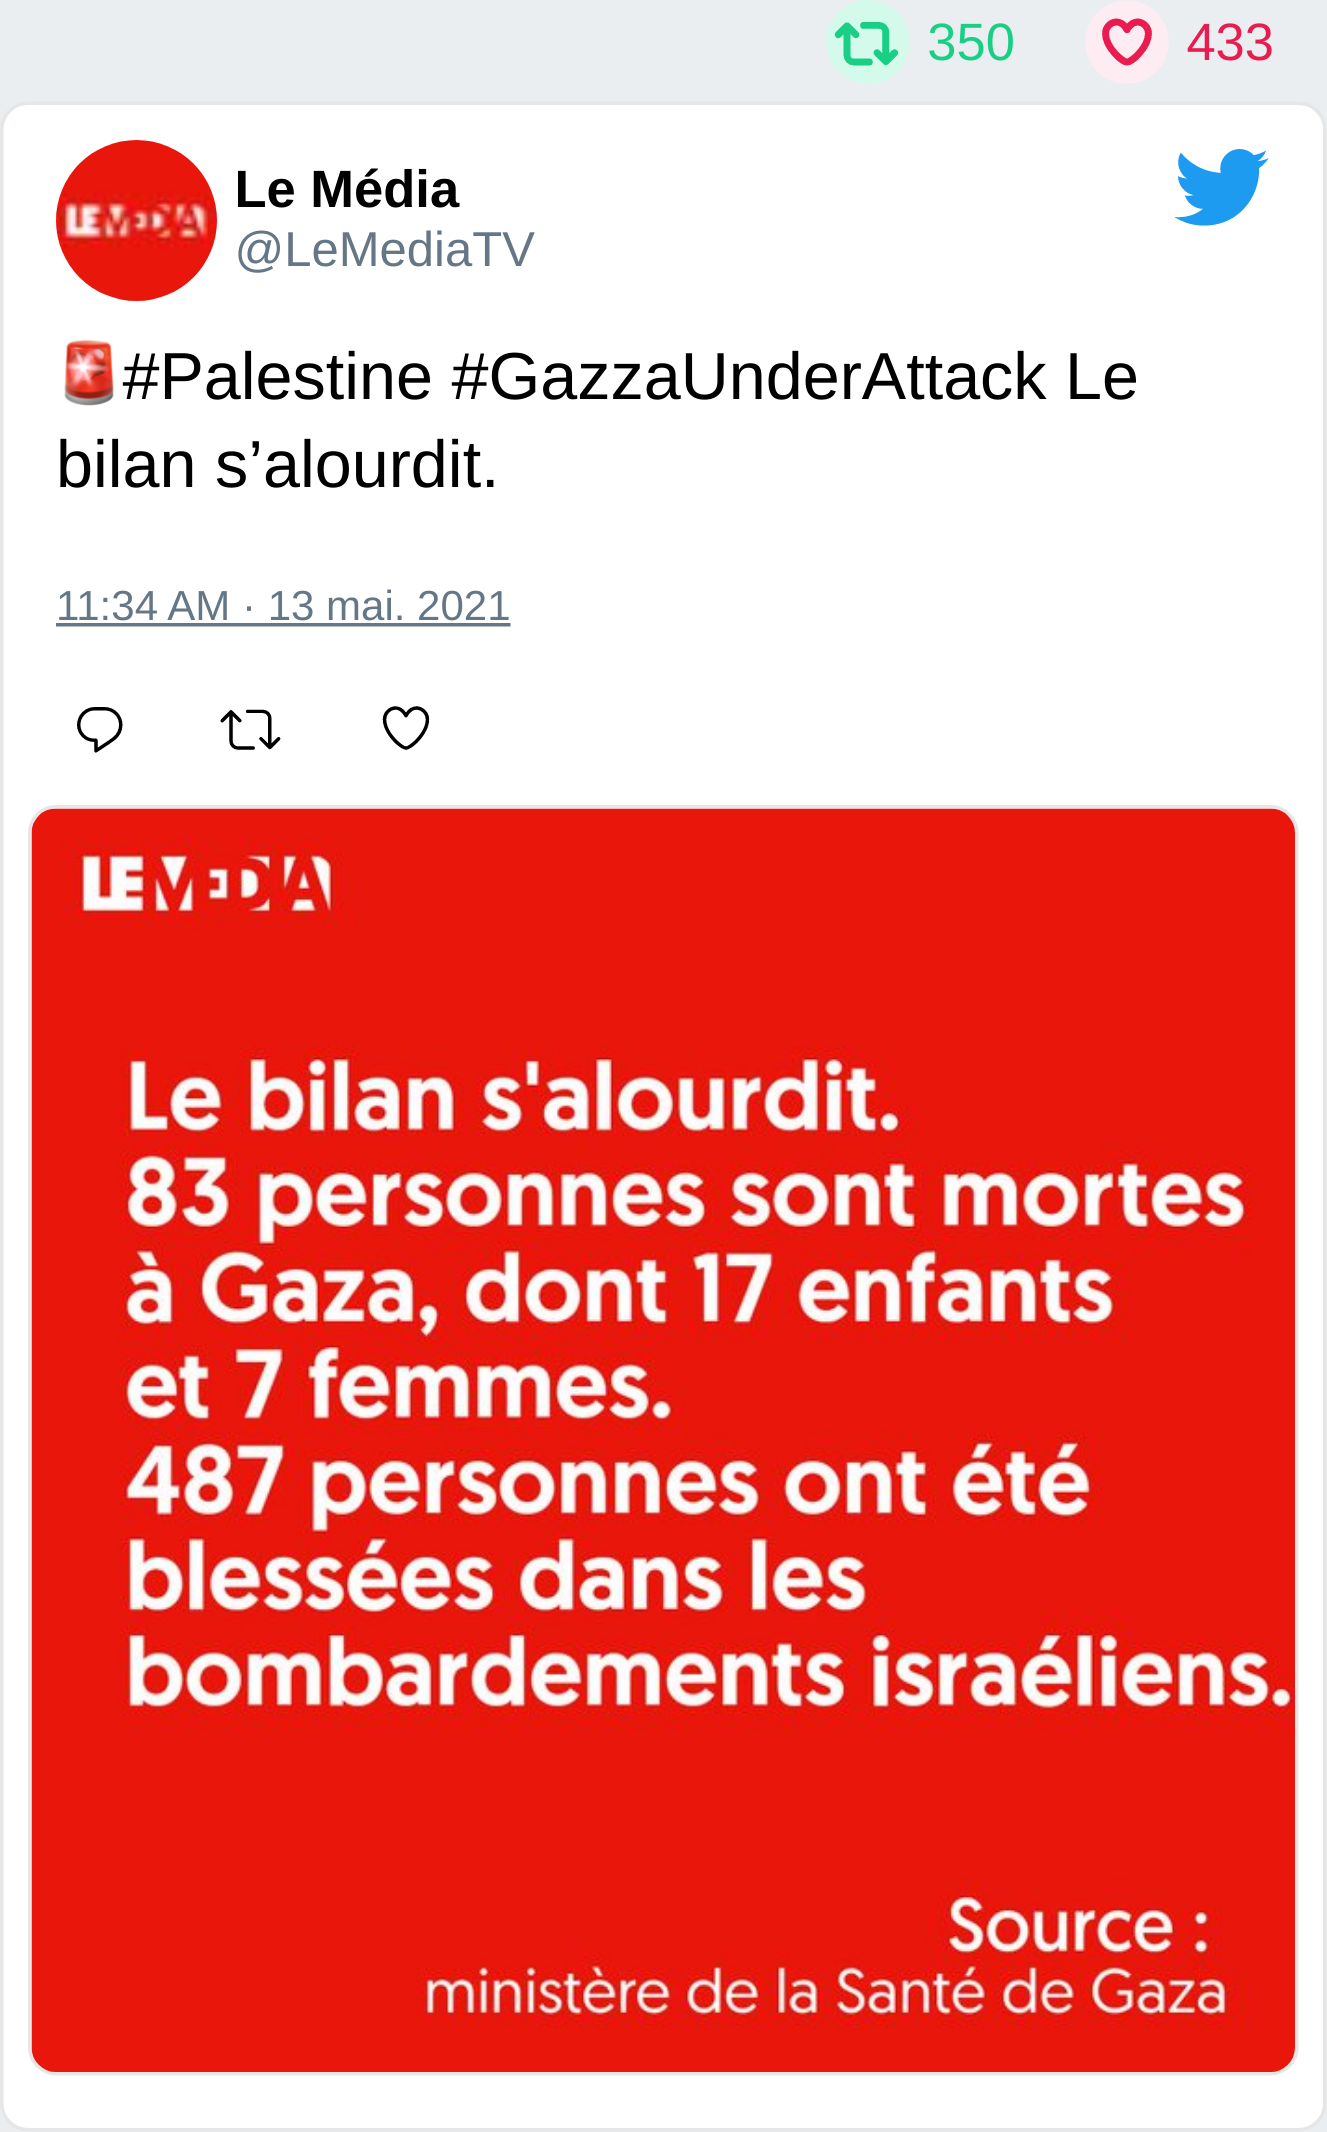 350 433
LE MEDIA
Le Média
@LeMediaTV
🚨#Palestine #GazzaUnderAttack Le
bilan s’alourdit.
11:34 AM · 13 mai. 2021
LE MEDIA
Le bilan s'alourdit.
83 personnes sont mortes
à Gaza, dont 17 enfants
et 7 femmes.
487 personnes ont été
blessées dans les
bombardements israéliens.
Source :
ministère de la Santé de Gaza